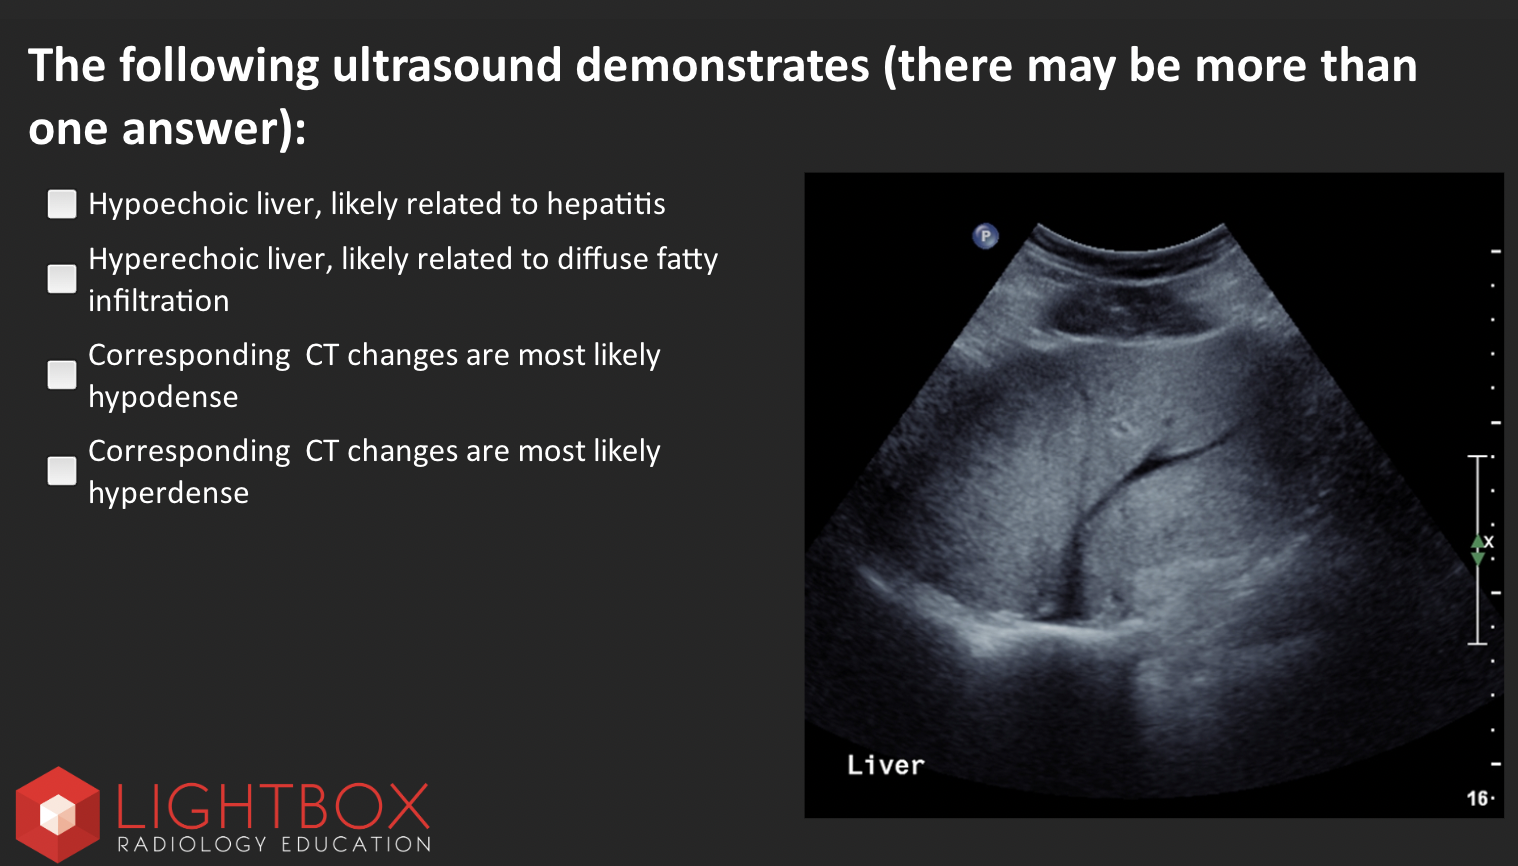 The following ultrasound demonstrates (there may be more than
one answer):
Hypoechoic liver, likely related to hepatitis
Hyperechoic liver, likely related to diffuse fatty
infiltration
Corresponding  CT changes are most likely
hypodense
Corresponding  CT changes are most likely
hyperdense
P
x
Liver
16
LIGHTBOX
RADIOLOGY EDUCATION